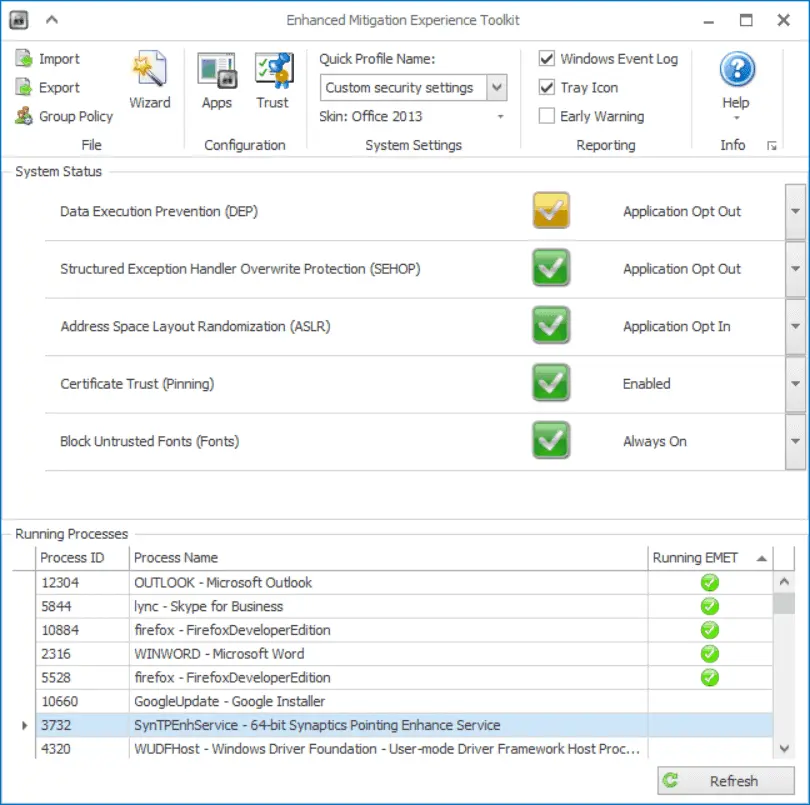 Enhanced Mitigation Experience Toolkit
Import
Export
Group Policy
Wizard
File
Apps
Trust
Configuration
Quick Profile Name:
Custom security settings
Skin: Office 2013
System Settings
Windows Event Log
Tray Icon
Early Warning
Reporting
Help
Info
System Status
Data Execution Prevention (DEP) Application Opt Out
Structured Exception Handler Overwrite Protection (SEHOP) Application Opt Out
Address Space Layout Randomization (ASLR) Application Opt In
Certificate Trust (Pinning) Enabled
Block Untrusted Fonts (Fonts) Always On
Running Processes
Process ID Process Name Running EMET
12304 OUTLOOK - Microsoft Outlook
5844 lync - Skype for Business
10884 firefox - FirefoxDeveloperEdition
2316 WINWORD - Microsoft Word
5528 firefox - FirefoxDeveloperEdition
10660 GoogleUpdate - Google Installer
3732 SynTPEnhService - 64-bit Synaptics Pointing Enhance Service
4320 WUDFHost - Windows Driver Foundation - User-mode Driver Framework Host Proc...
Refresh